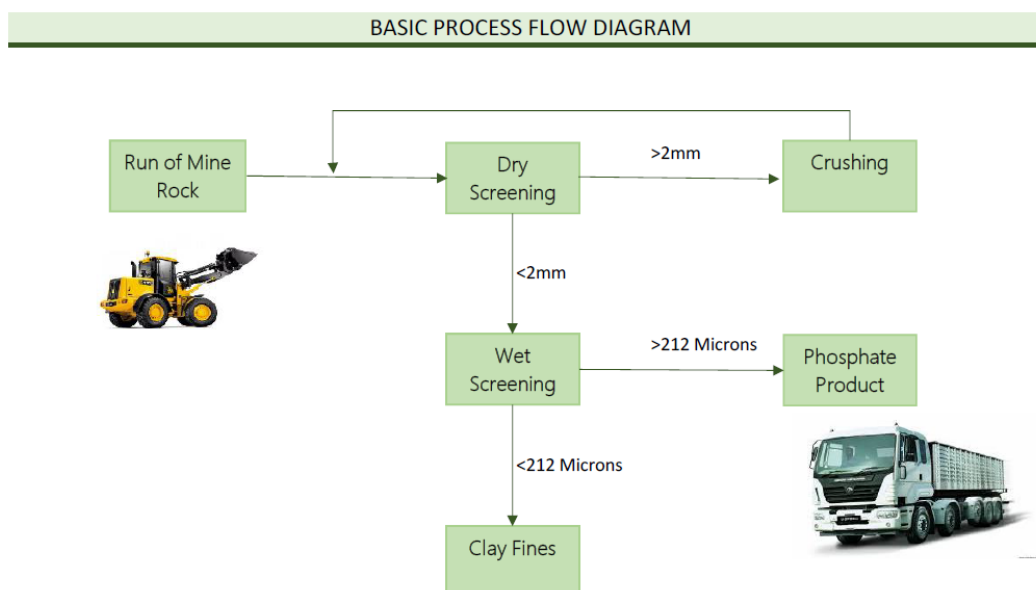 BASIC PROCESS FLOW DIAGRAM
Run of Mine
Rock
Dry
Screening
>2mm
Crushing
<2mm
Wet
Screening
>212 Microns
Phosphate
Product
<212 Microns
Clay Fines